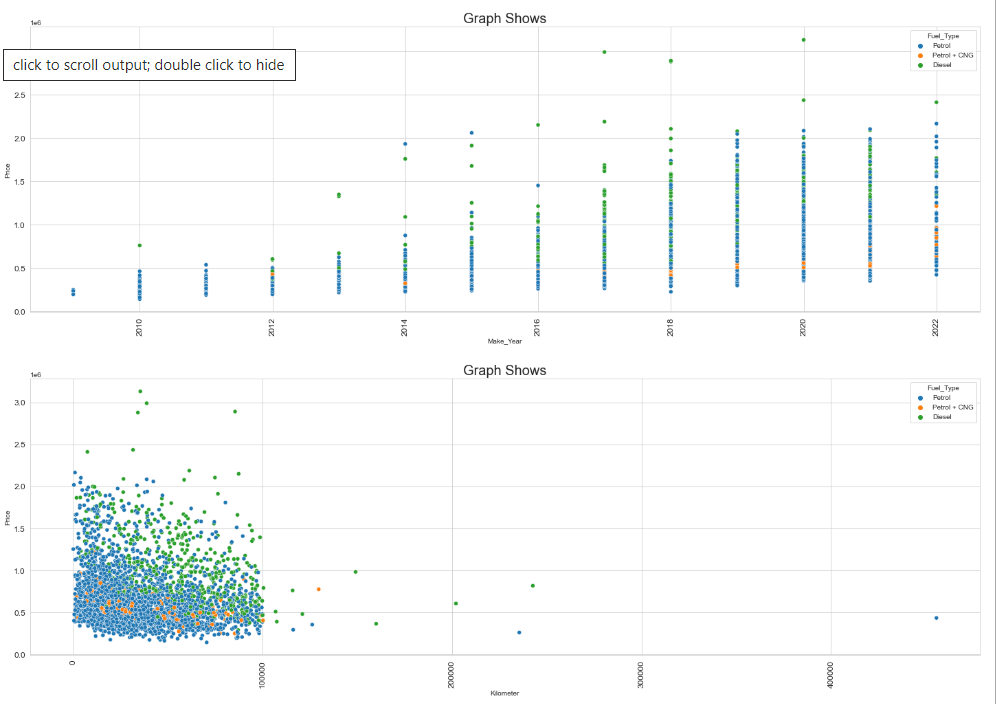 Graph Shows
1e6
Fuel_Type
Petrol
Petrol + CNG
Diesel
click to scroll output; double click to hide
2.5
2.0
1.5
1.0
0.5
0.0
Price
2010
2012
2014
2016
2018
2020
2022
Make_Year
Graph Shows
1e6
Fuel_Type
Petrol
Petrol + CNG
Diesel
3.0
2.5
2.0
1.5
1.0
0.5
0.0
Price
0
100000
200000
300000
400000
Kilometer